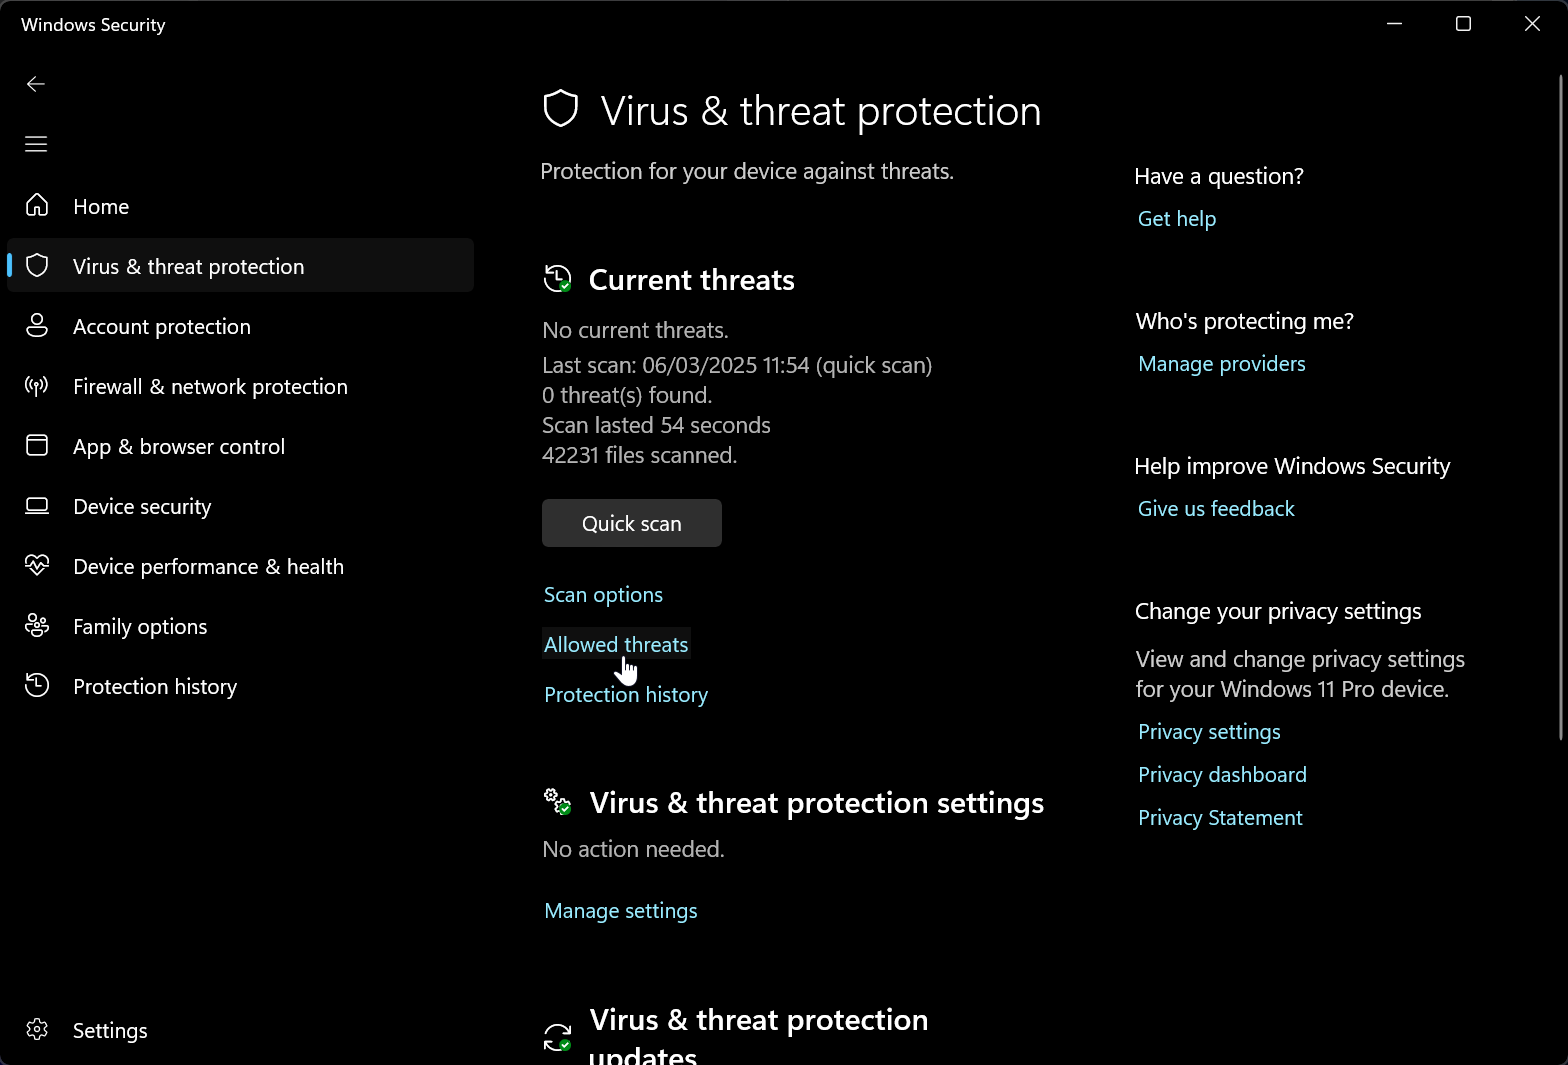 Windows Security
Home
Virus & threat protection
Account protection
Firewall & network protection
App & browser control
Device security
Device performance & health
Family options
Protection history
Settings
Virus & threat protection
Protection for your device against threats.
Current threats
No current threats.
Last scan: 06/03/2025 11:54 (quick scan)
0 threat(s) found.
Scan lasted 54 seconds
42231 files scanned.
Quick scan
Scan options
Allowed threats
Protection history
Virus & threat protection settings
No action needed.
Manage settings
Virus & threat protection
updates
Have a question?
Get help
Who's protecting me?
Manage providers
Help improve Windows Security
Give us feedback
Change your privacy settings
View and change privacy settings
for your Windows 11 Pro device.
Privacy settings
Privacy dashboard
Privacy Statement